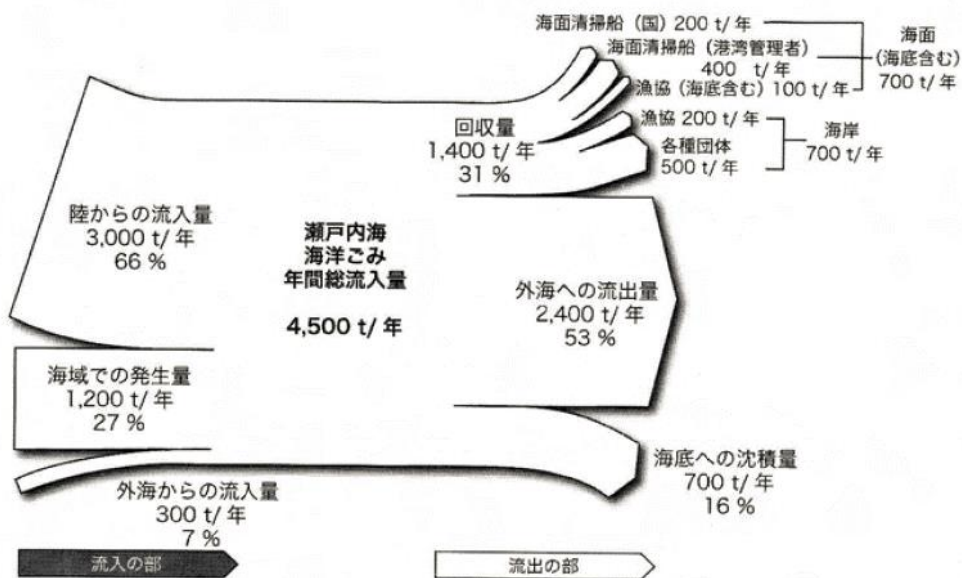 海面清掃船（国）200 t/ 年
海面清掃船（港湾管理者）
400 t/ 年
漁協（海底含む）100 t/ 年
海面
（海底含む）
700 t/ 年
漁協 200 t/ 年
各種団体
500 t/ 年
海岸
700 t/ 年
回収量
1,400 t/ 年
31 %
陸からの流入量
3,000 t/ 年
66 %
瀬戸内海
海洋ごみ
年間総流入量
4,500 t/ 年
外海への流出量
2,400 t/ 年
53 %
海域での発生量
1,200 t/ 年
27 %
海底への沈積量
700 t/ 年
16 %
外海からの流入量
300 t/ 年
7 %
流入の部
流出の部